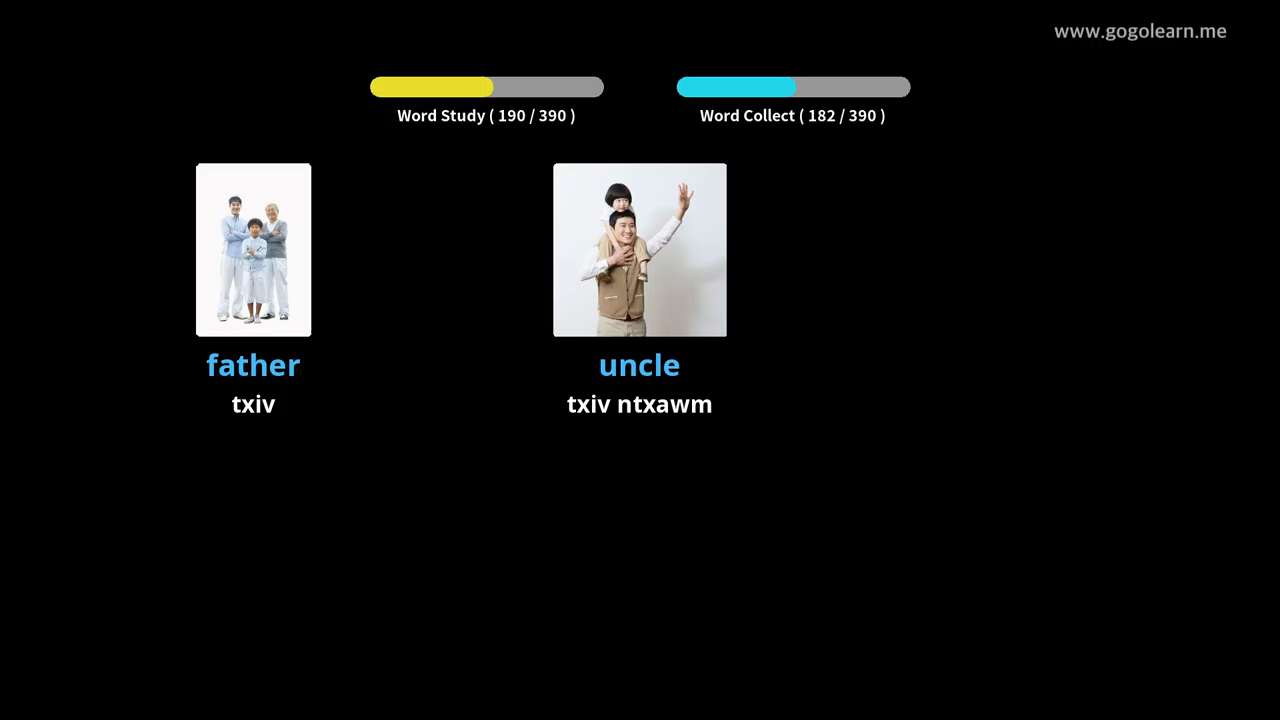 www.gogolearn.me
Word Study ( 190 / 390 )
Word Collect ( 182 / 390 )
father
txiv
uncle
txiv ntxawm